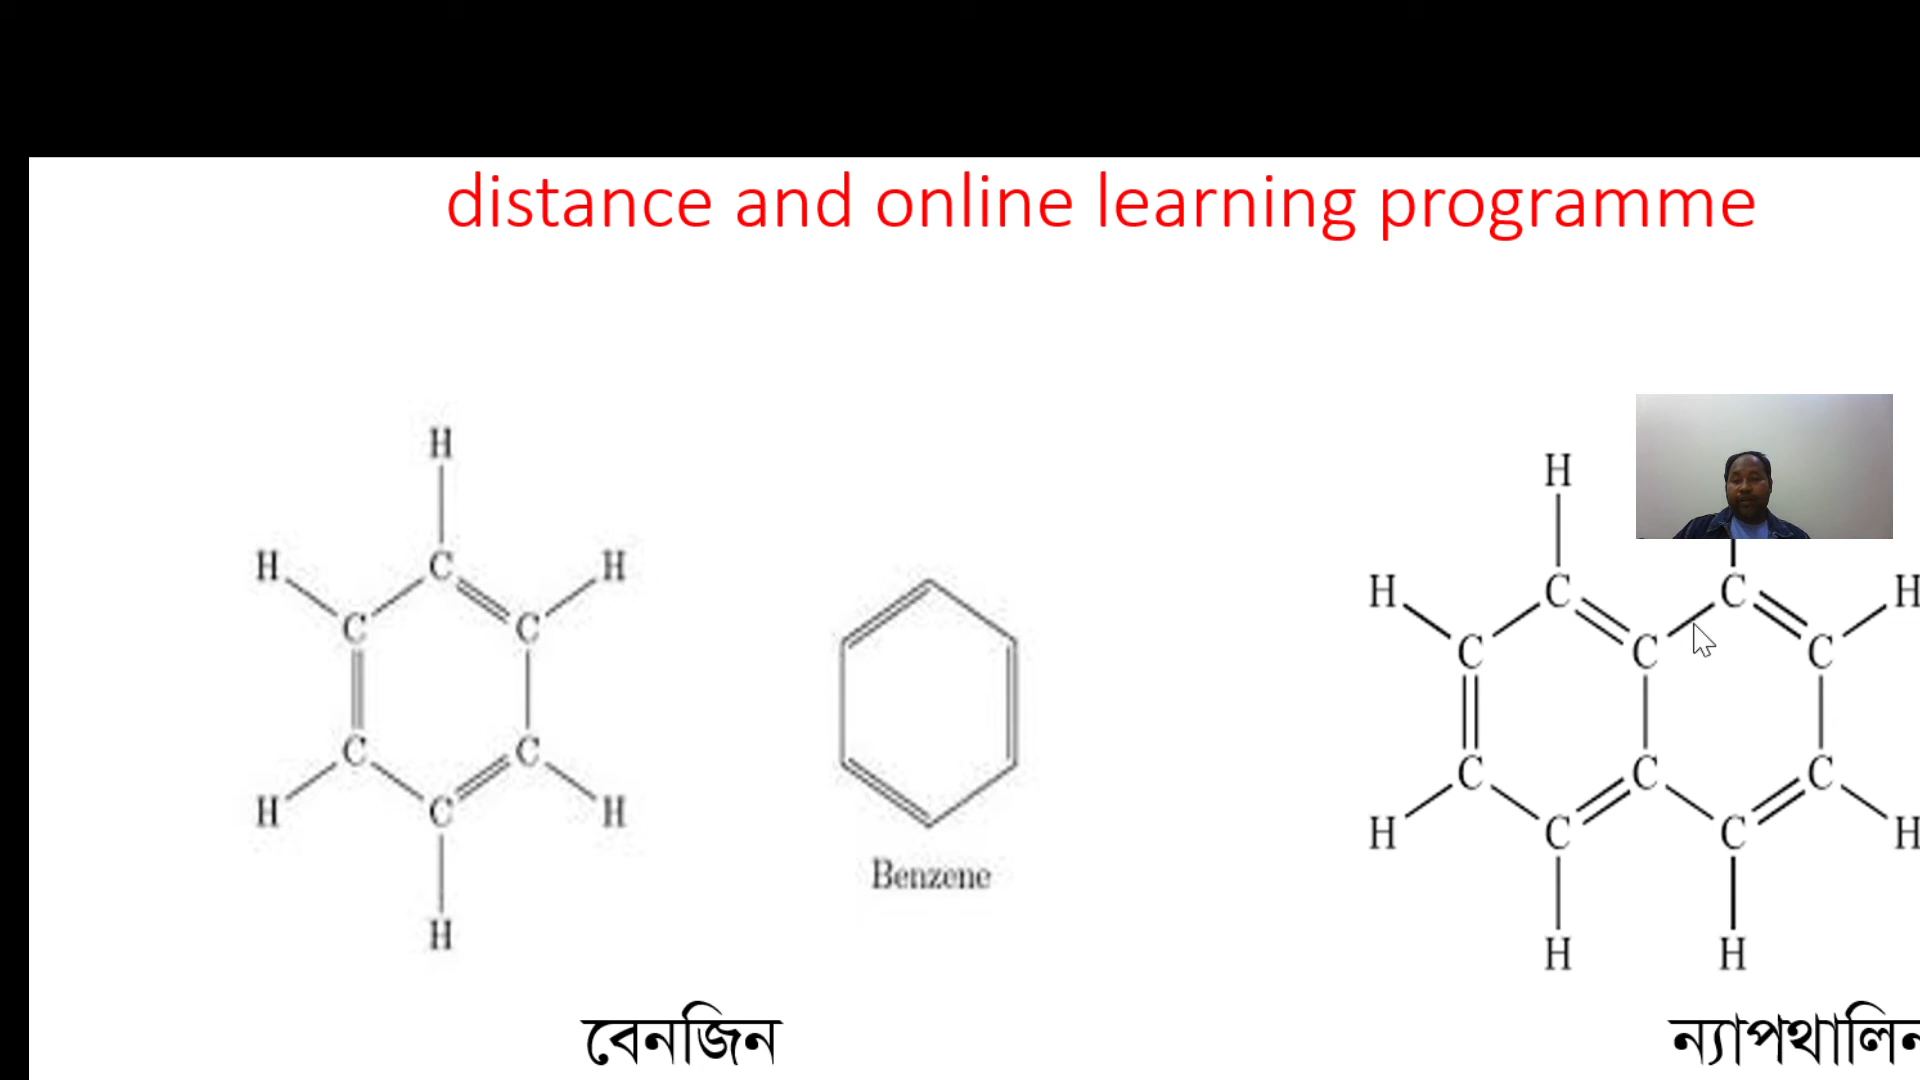 distance and online learning programme
H
H H
C
C C
C C
C
H H
H
Benzene
বেনজিন
H
H H
C C
C C C
C C C
C C
H H
H H
ন্যাপথালিন